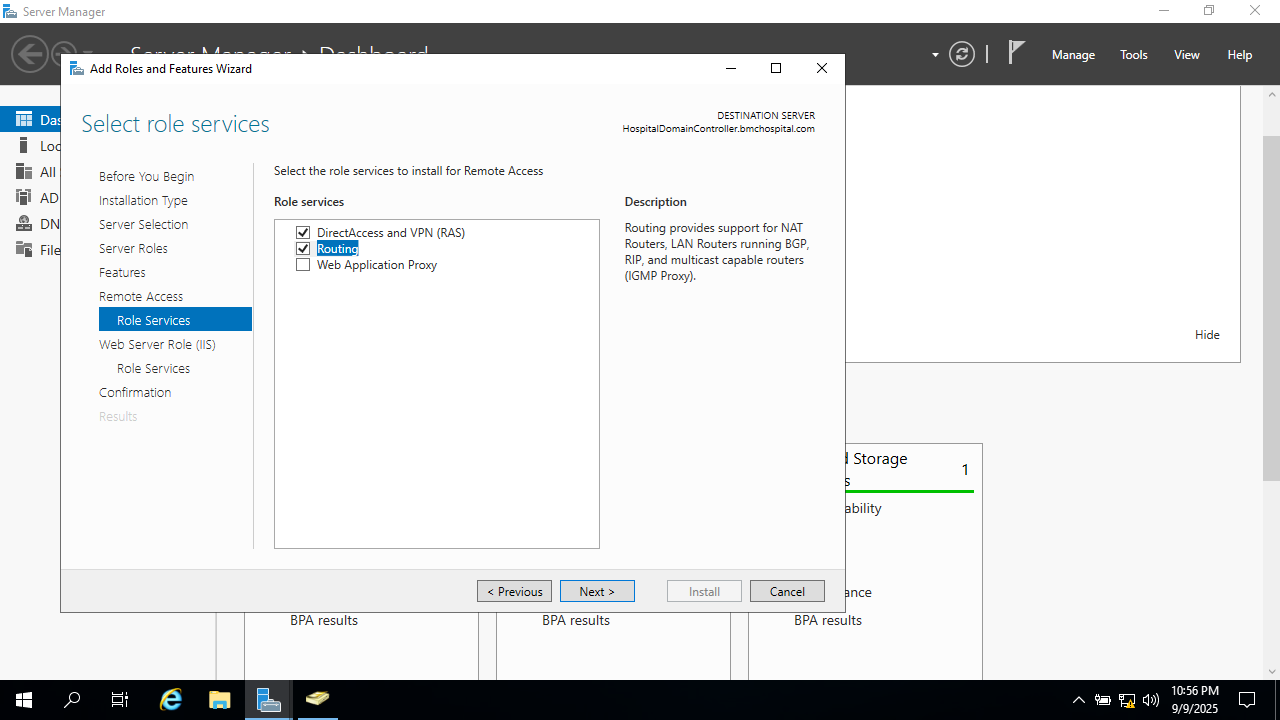 Server Manager
Server Manager • Dashboard
Manage
Tools
View
Help
Add Roles and Features Wizard
Select role services
DESTINATION SERVER
HospitalDomainController.bmchospital.com
Das
Loc
All
AD
DN
File
Before You Begin
Installation Type
Server Selection
Server Roles
Features
Remote Access
Role Services
Web Server Role (IIS)
Role Services
Confirmation
Results
Select the role services to install for Remote Access
Role services
DirectAccess and VPN (RAS)
Routing
Web Application Proxy
Description
Routing provides support for NAT
Routers, LAN Routers running BGP,
RIP, and multicast capable routers
(IGMP Proxy).
Hide
d Storage
s
1
ability
ance
< Previous
Next >
Install
Cancel
BPA results
BPA results
BPA results
10:56 PM
9/9/2025